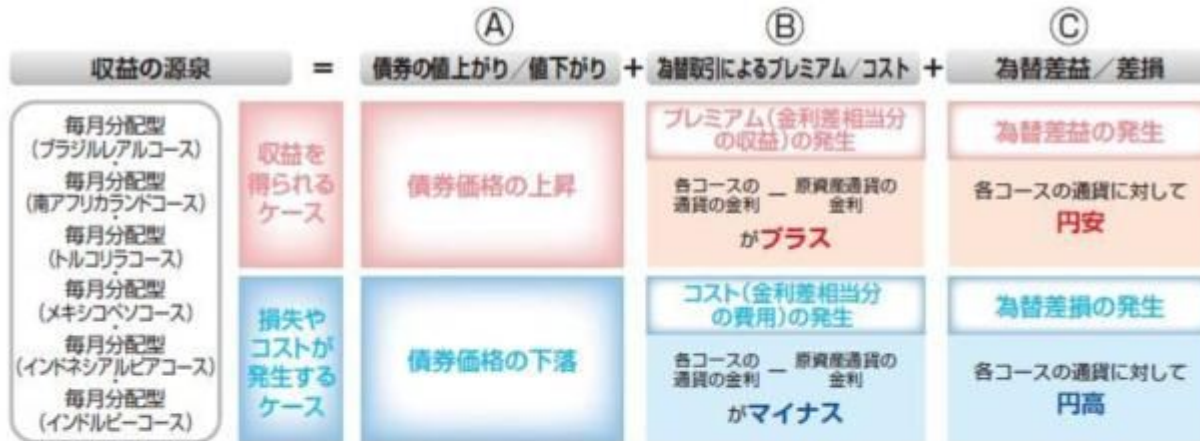 Ⓐ Ⓑ Ⓒ
収益の源泉 = 債券の値上がり/値下がり + 為替取引によるプレミアム/コスト + 為替差益/差損
毎月分配型
(ブラジルレアルコース)
毎月分配型
(南アフリカランドコース)
毎月分配型
(トルコリラコース)
毎月分配型
(メキシコペソコース)
毎月分配型
(インドネシアルピアコース)
毎月分配型
(インドルピーコース)
収益を
得られる
ケース
債券価格の上昇
プレミアム(金利差相当分
の収益)の発生
各コースの
通貨の金利
ー
原資産通貨の
金利
がプラス
為替差益の発生
各コースの通貨に対して
円安
損失や
コストが
発生する
ケース
債券価格の下落
コスト(金利差相当分
の費用)の発生
各コースの
通貨の金利
ー
原資産通貨の
金利
がマイナス
為替差損の発生
各コースの通貨に対して
円高